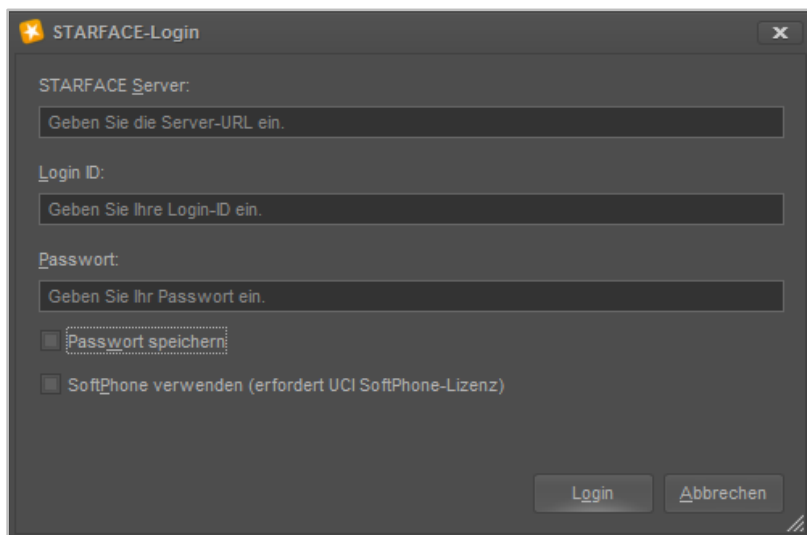 STARFACE-Login
STARFACE Server:
Geben Sie die Server-URL ein.
Login ID:
Geben Sie Ihre Login-ID ein.
Passwort:
Geben Sie Ihr Passwort ein.
Passwort speichern
SoftPhone verwenden (erfordert UCI SoftPhone-Lizenz)
Login Abbrechen